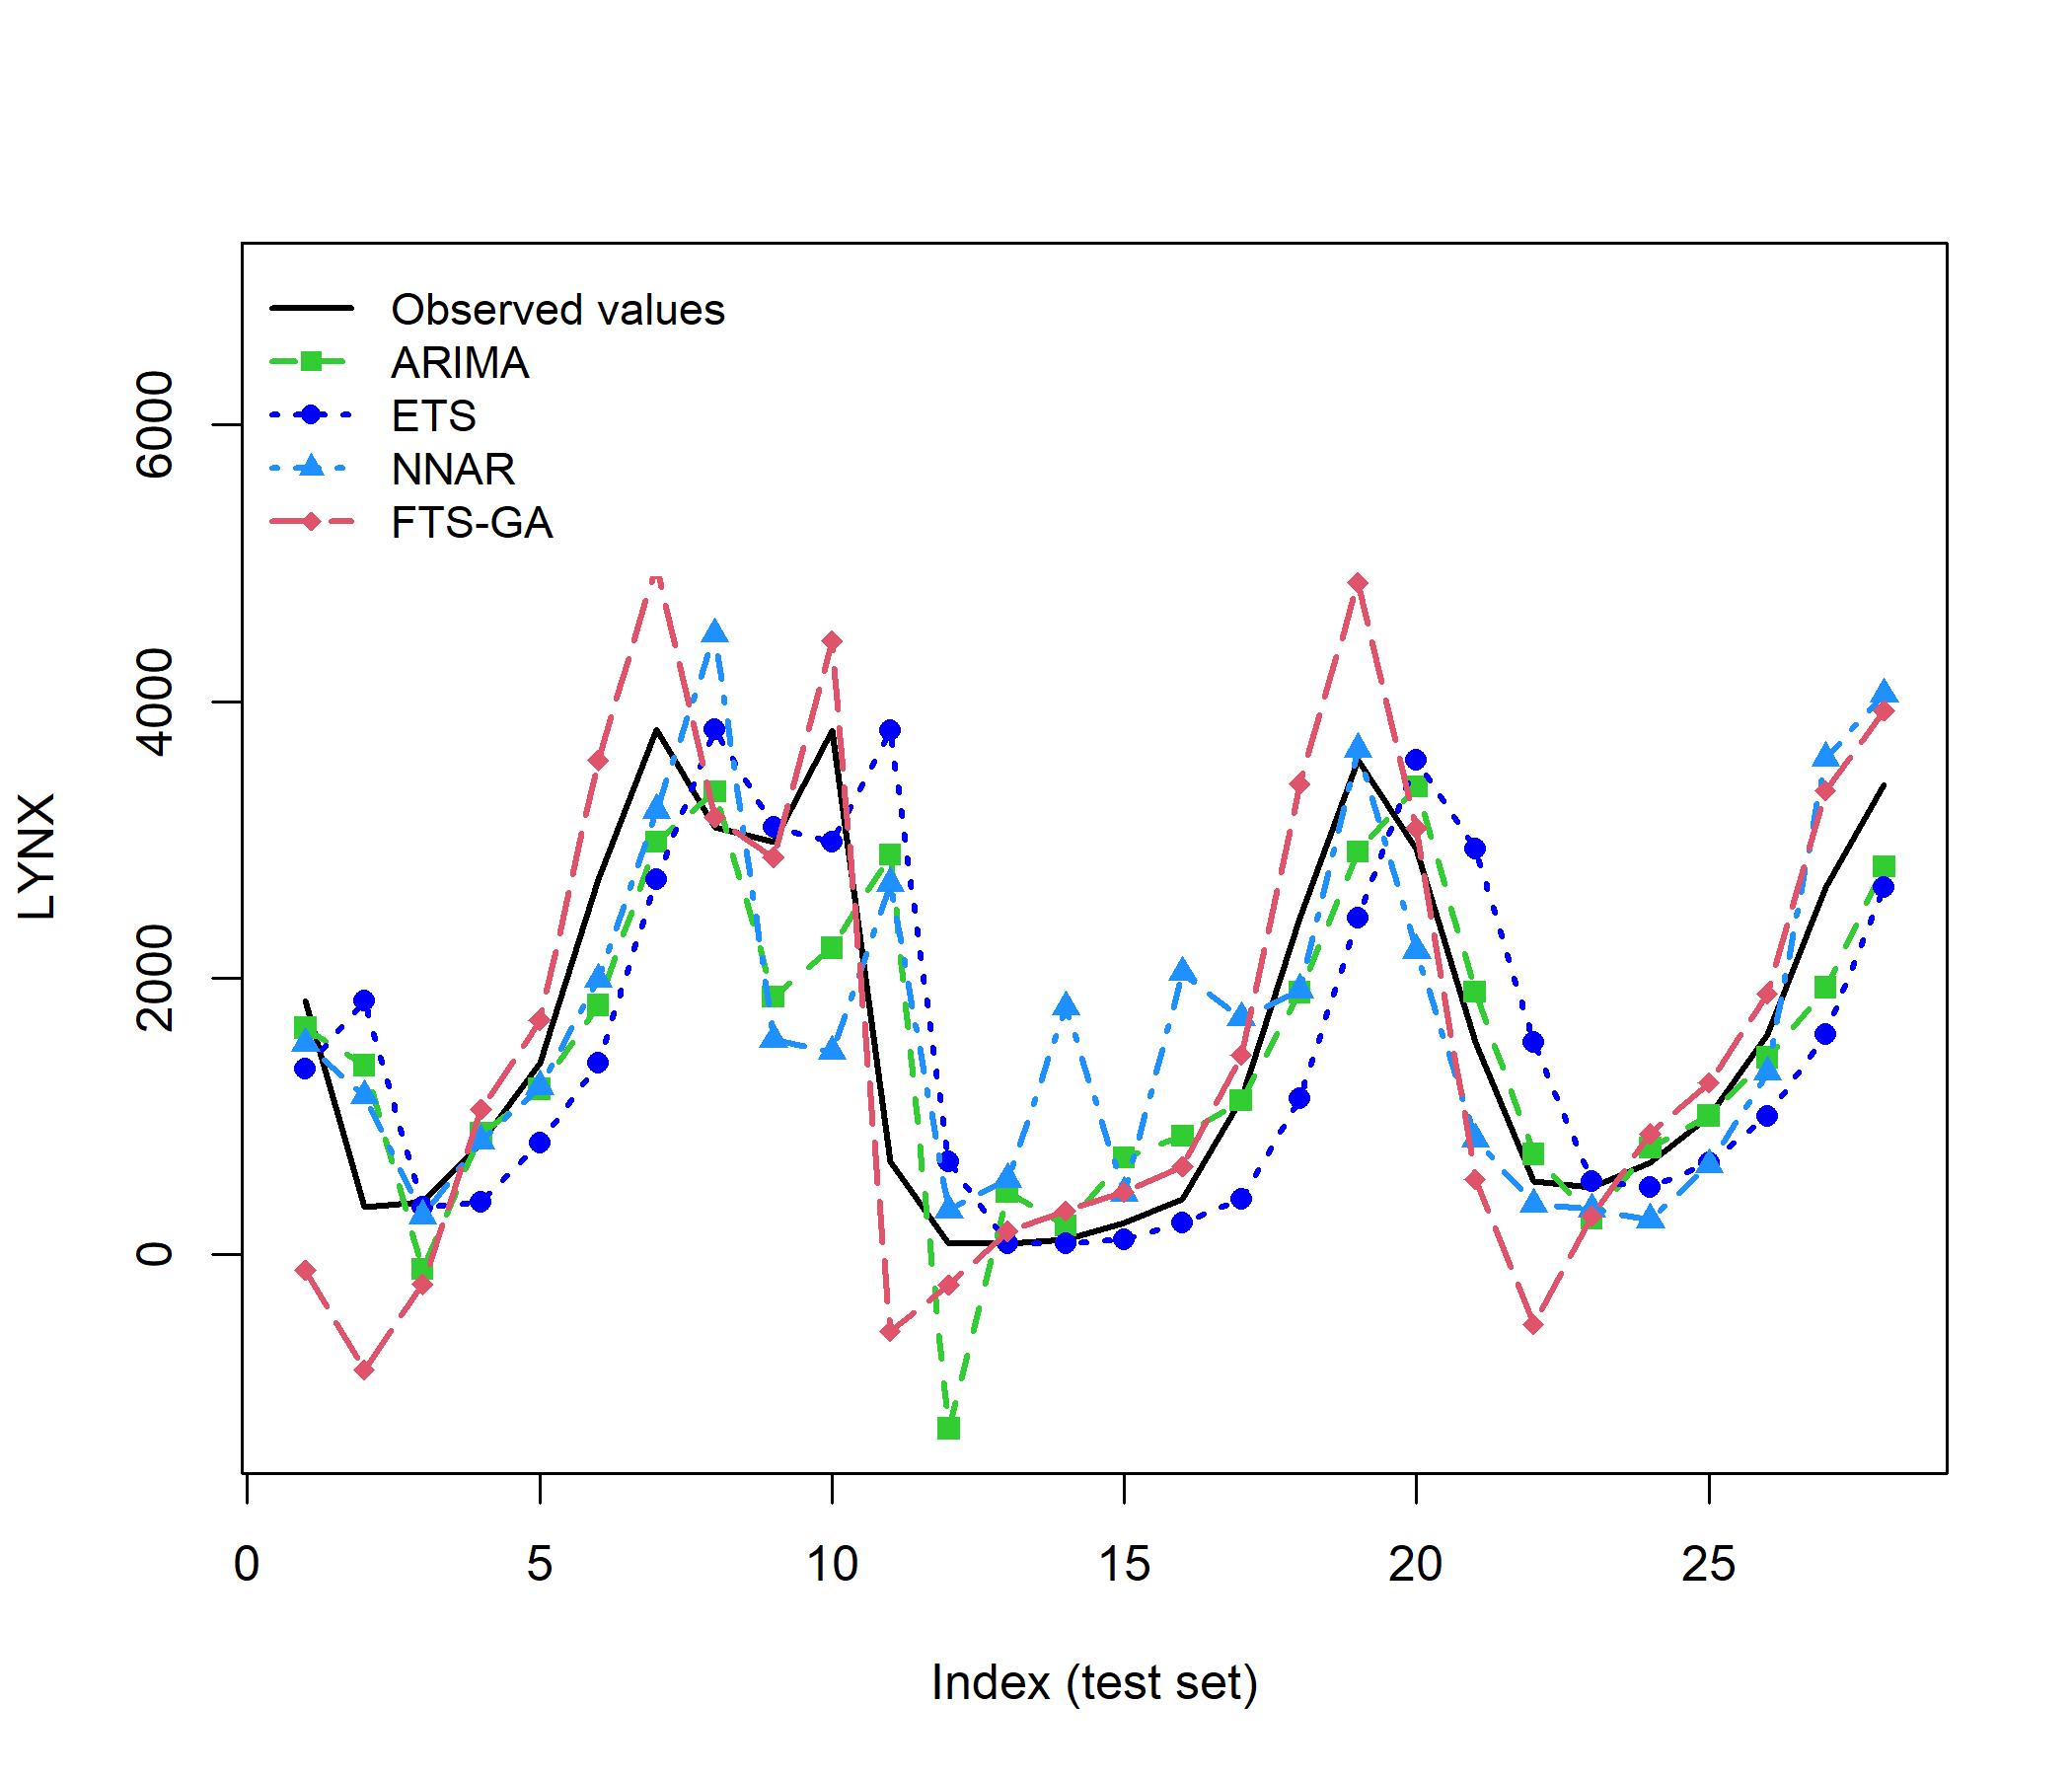 Observed values
ARIMA
ETS
NNAR
FTS-GA
6000
4000
2000
0
LYNX
0 5 10 15 20 25
Index (test set)